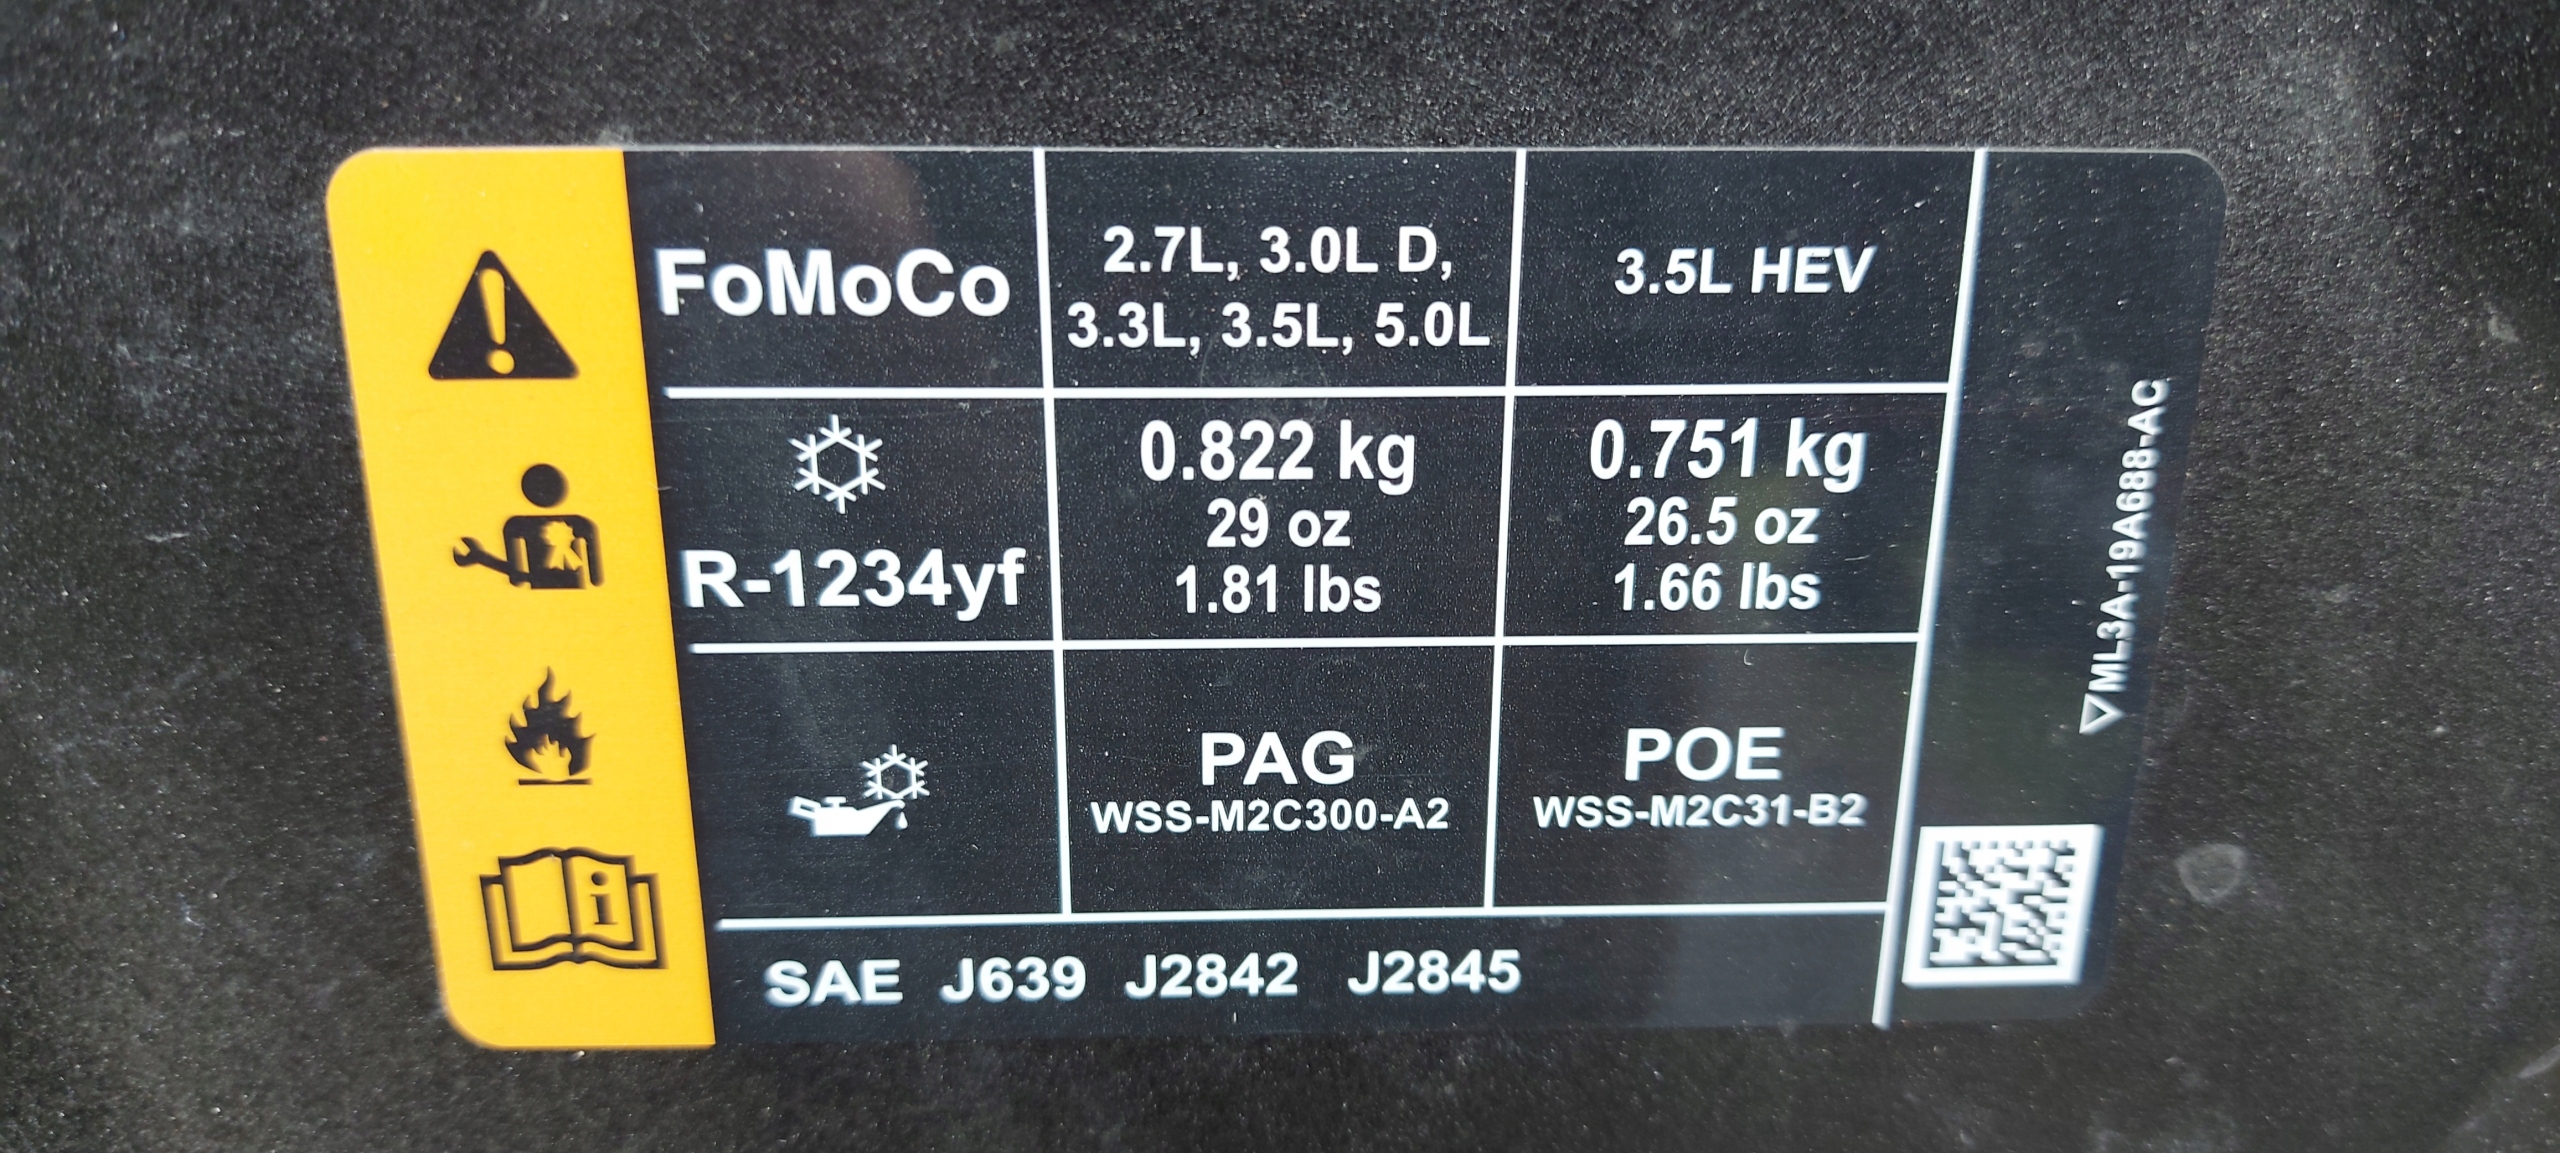 FoMoCo
2.7L, 3.0L D,
3.3L, 3.5L, 5.0L
3.5L HEV
R-1234yf
0.822 kg
29 oz
1.81 lbs
0.751 kg
26.5 oz
1.66 lbs
PAG
WSS-M2C300-A2
POE
WSS-M2C31-B2
SAE J639 J2842 J2845
ML3A-19A688-AC